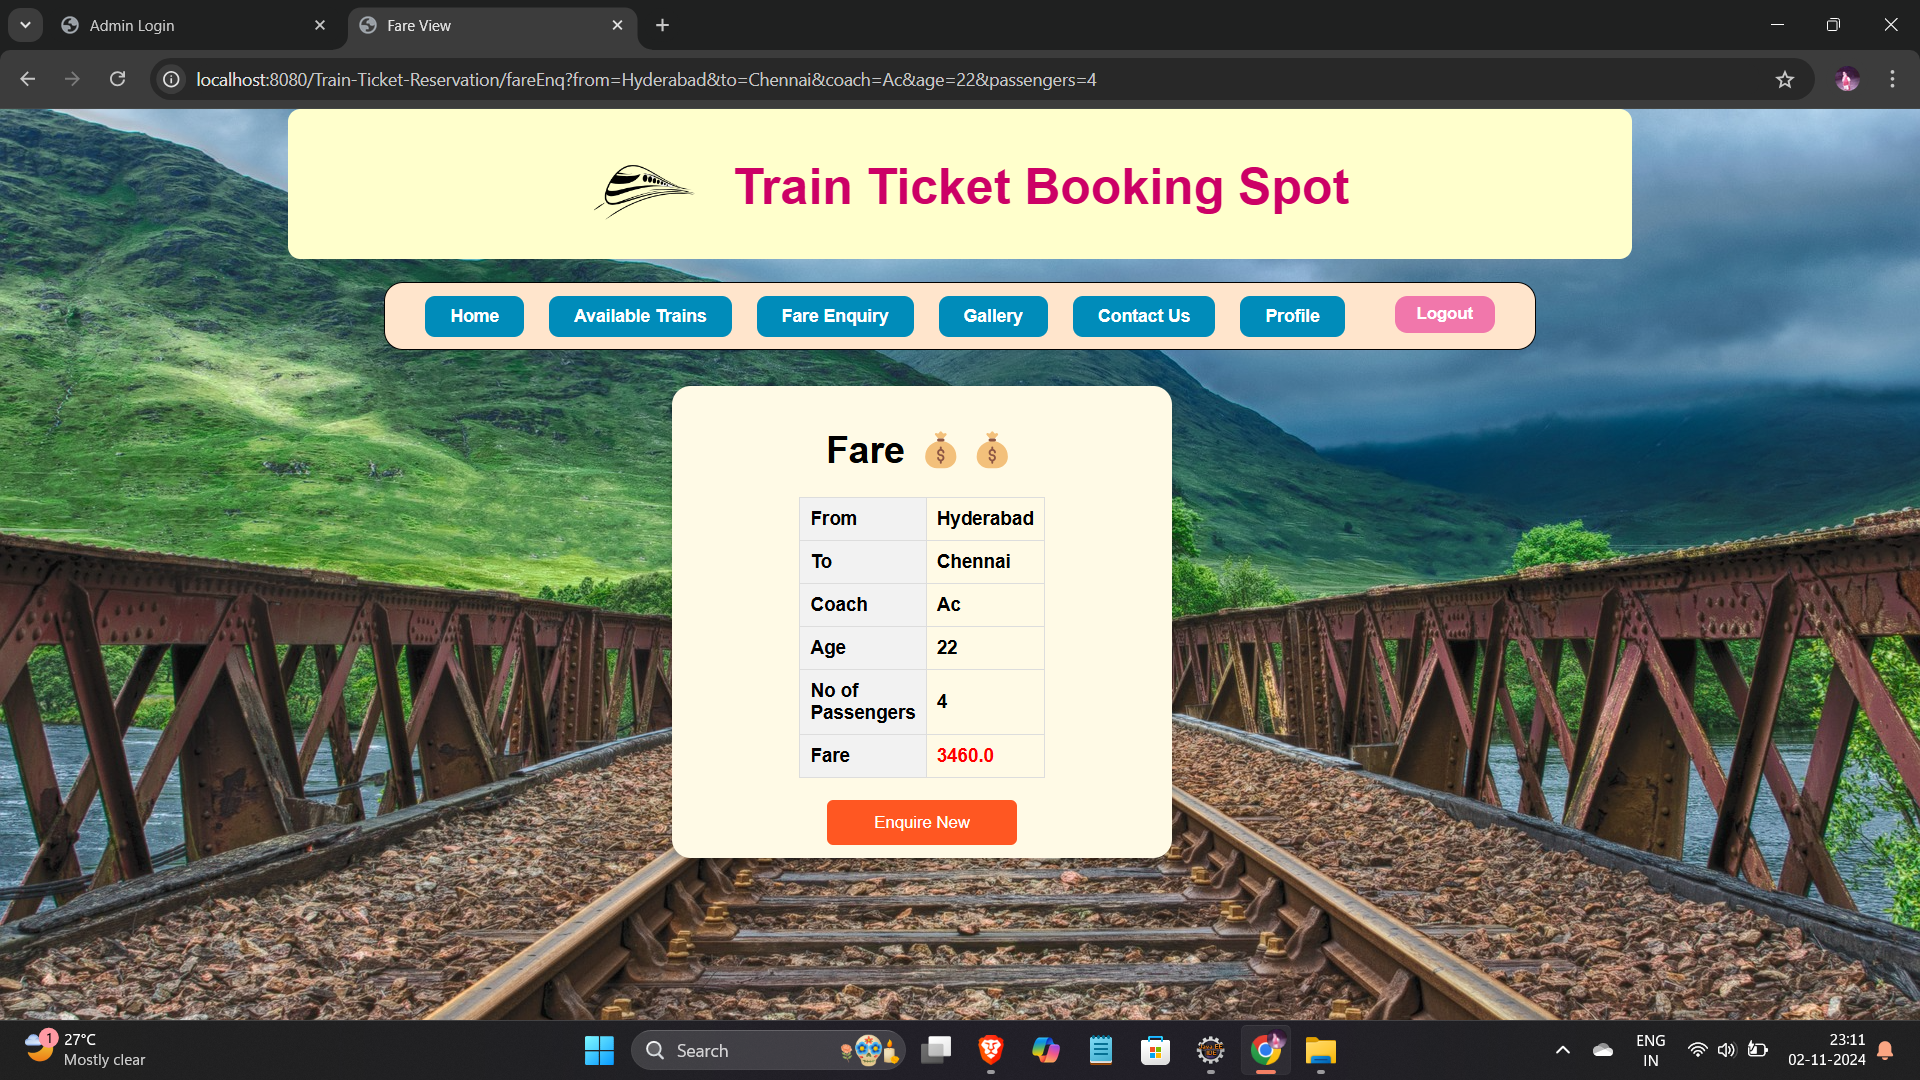 Admin Login
Fare View
localhost:8080/Train-Ticket-Reservation/fareEnq?from=Hyderabad&to=Chennai&coach=Ac&age=22&passengers=4
Train Ticket Booking Spot
Home Available Trains Fare Enquiry Gallery Contact Us Profile Logout
Fare
From Hyderabad
To Chennai
Coach Ac
Age 22
No of
Passengers 4
Fare 3460.0
Enquire New
1 27°C
Mostly clear
Search
ENG
IN
23:11
02-11-2024